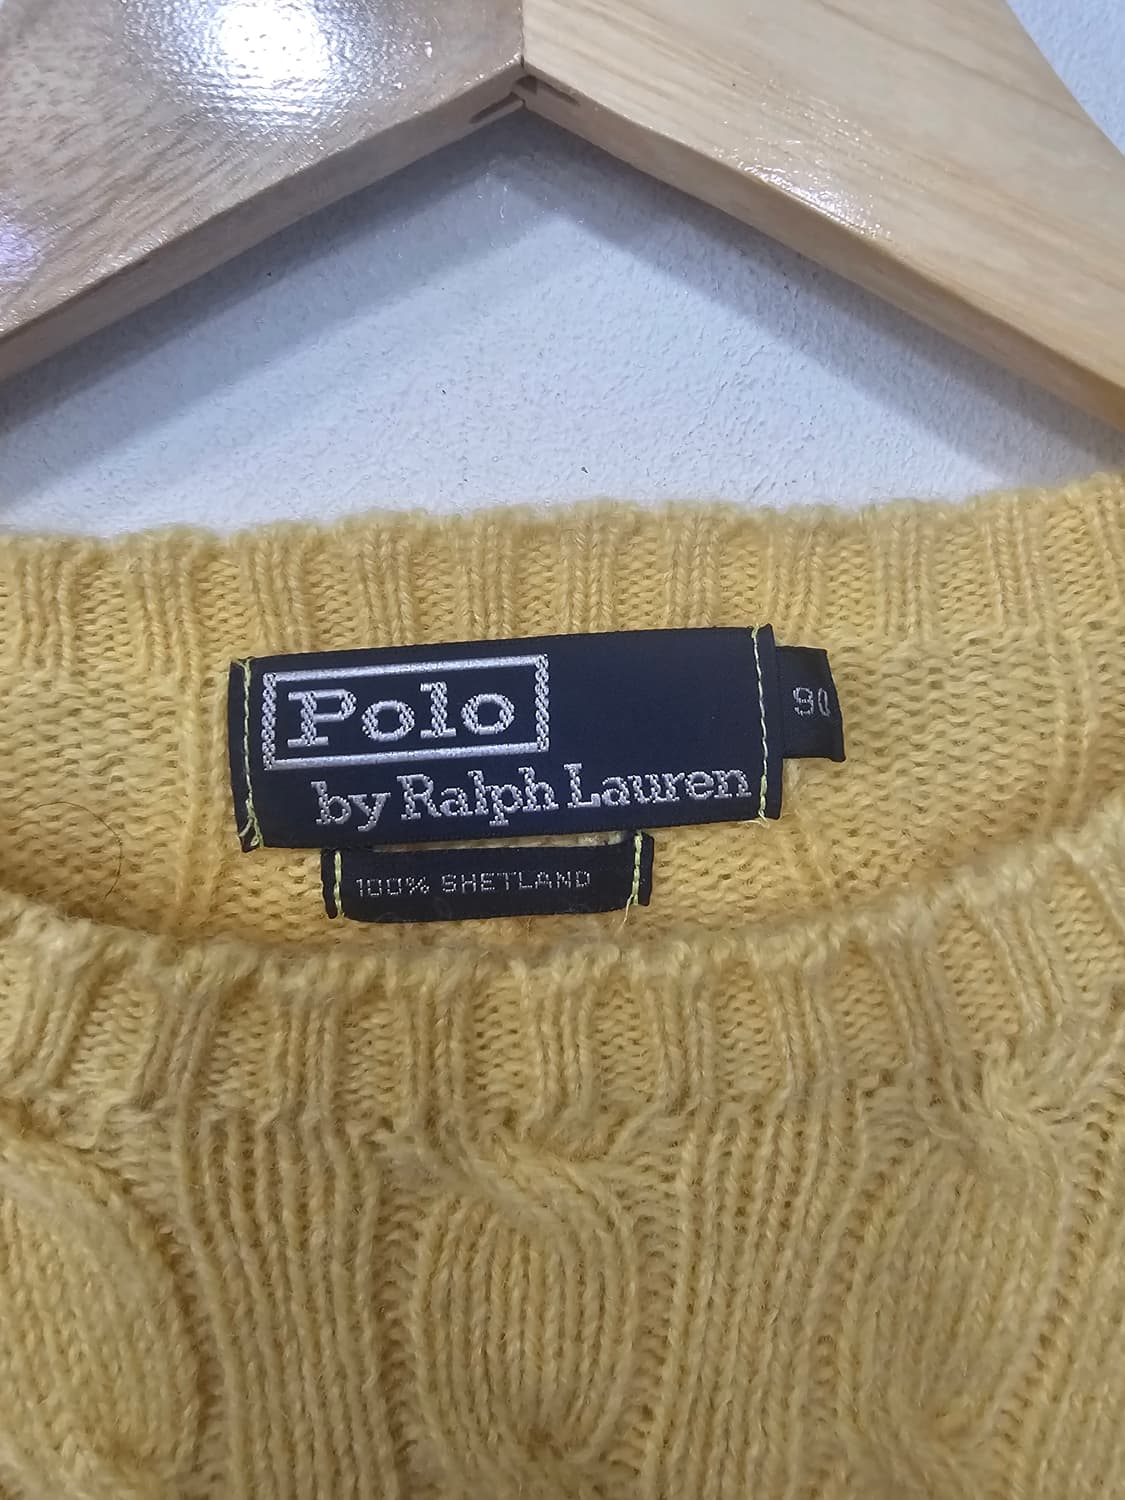 Polo
by Ralph Lauren
90
100% SHETLAND